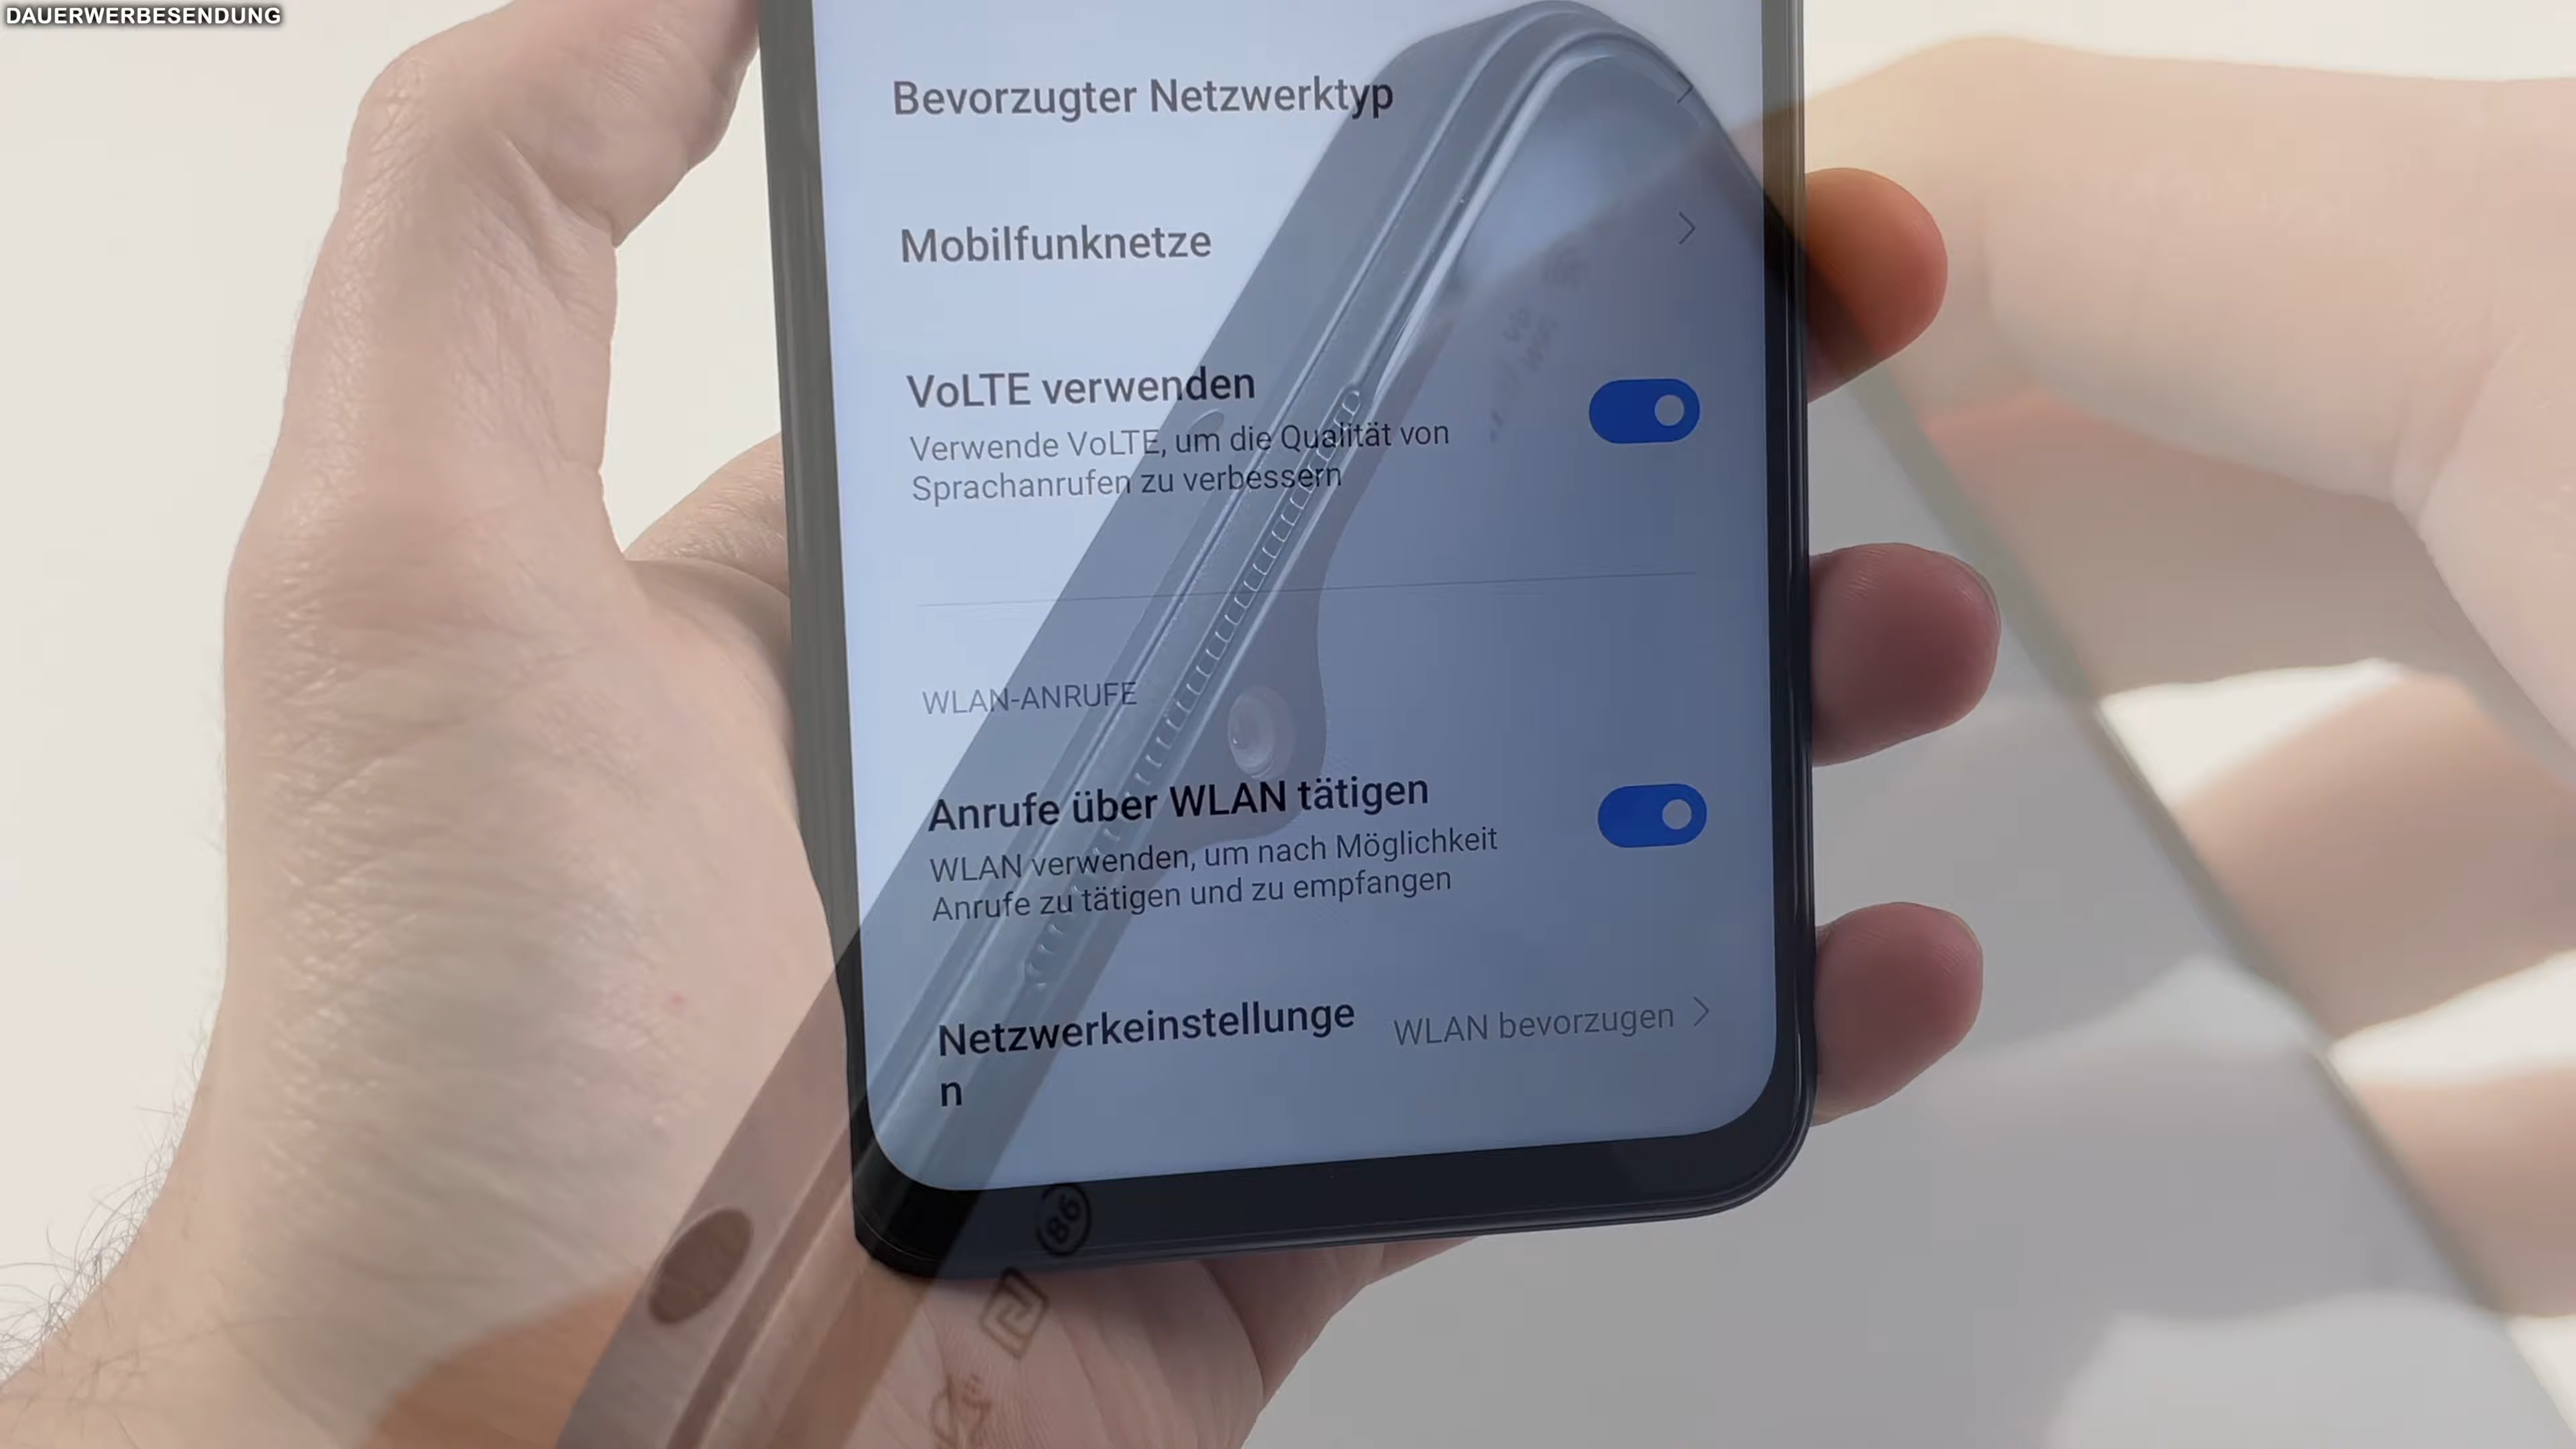 DAUERWERBESENDUNG
Bevorzugter Netzwerktyp
Mobilfunknetze
VoLTE verwenden
Verwende VoLTE, um die Qualität von
Sprachanrufen zu verbessern
WLAN-ANRUFE
Anrufe über WLAN tätigen
WLAN verwenden, um nach Möglichkeit
Anrufe zu tätigen und zu empfangen
Netzwerkeinstellunge
n
WLAN bevorzugen
86